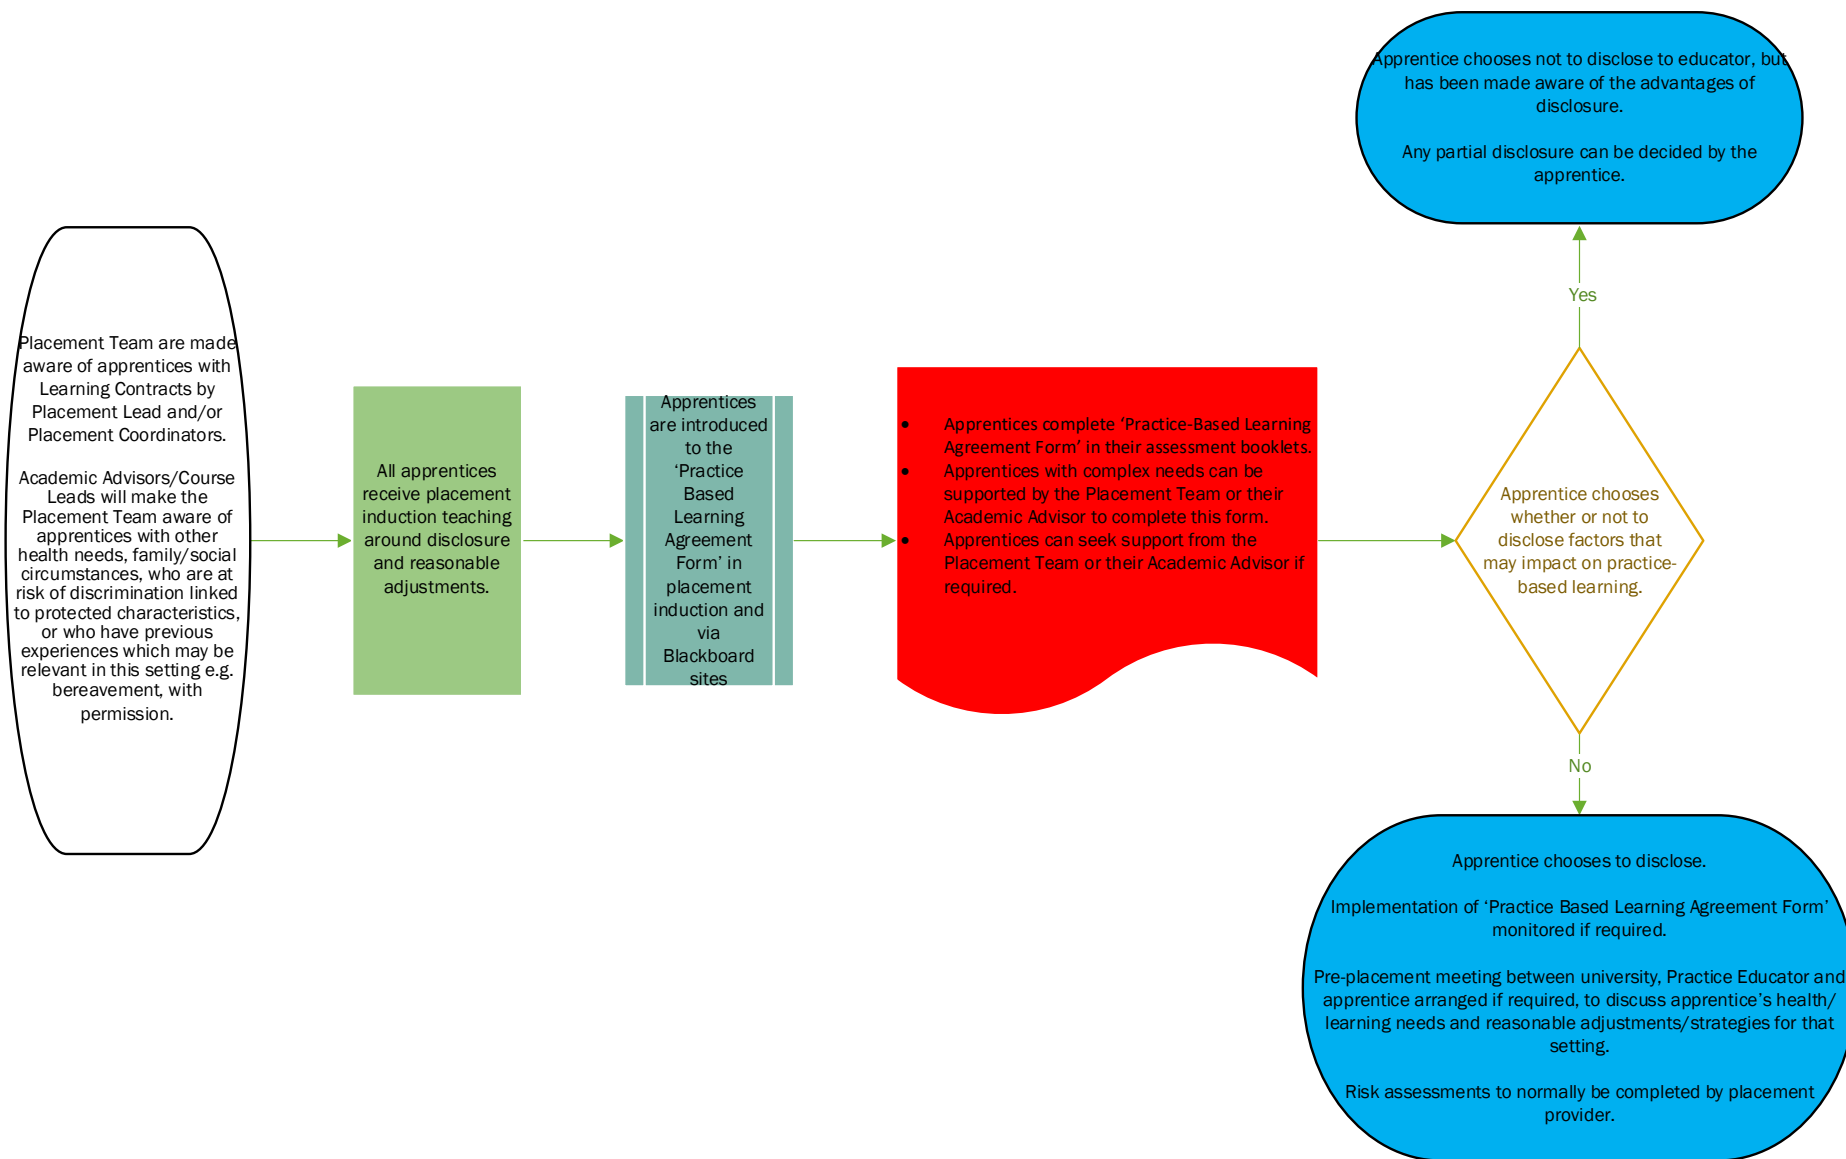 Placement Team are made
aware of apprentices with
Learning Contracts by
Placement Lead and/or
Placement Coordinators.
Academic Advisors/Course
Leads will make the
Placement Team aware of
apprentices with other
health needs, family/social
circumstances, who are at
risk of discrimination linked
to protected characteristics,
or who have previous
experiences which may be
relevant in this setting e.g.
bereavement, with
permission.
All apprentices
receive placement
induction teaching
around disclosure
and reasonable
adjustments.
Apprentices
are introduced
to the
‘Practice
Based
Learning
Agreement
Form’ in
placement
induction and
via
Blackboard
sites
• Apprentices complete ‘Practice-Based Learning
Agreement Form’ in their assessment booklets.
• Apprentices with complex needs can be
supported by the Placement Team or their
Academic Advisor to complete this form.
• Apprentices can seek support from the
Placement Team or their Academic Advisor if
required.
Apprentice chooses
whether or not to
disclose factors that
may impact on practice-
based learning.
Yes
Apprentice chooses not to disclose to educator, but
has been made aware of the advantages of
disclosure.
Any partial disclosure can be decided by the
apprentice.
No
Apprentice chooses to disclose.
Implementation of ‘Practice Based Learning Agreement Form’
monitored if required.
Pre-placement meeting between university, Practice Educator and
apprentice arranged if required, to discuss apprentice’s health/
learning needs and reasonable adjustments/strategies for that
setting.
Risk assessments to normally be completed by placement
provider.